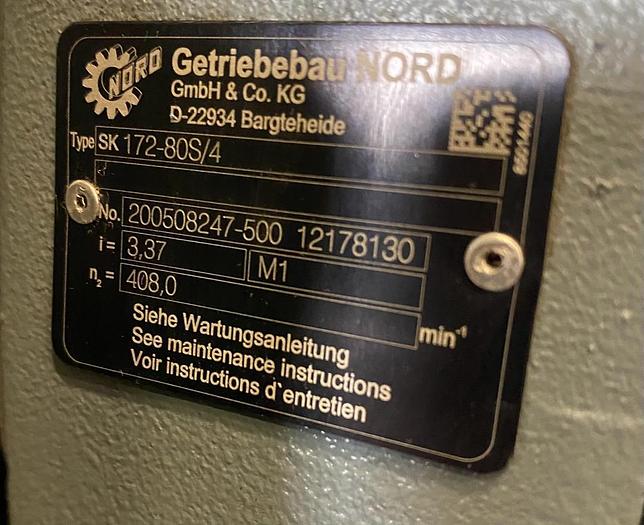 NORD
Getriebebau NORD
GmbH & Co. KG
D-22934 Bargteheide
Type SK 172-80S/4
No. 200508247-500 12178130
i = 3,37 M1
n₂ = 408,0 min⁻¹
Siehe Wartungsanleitung
See maintenance instructions
Voir instructions d`entretien